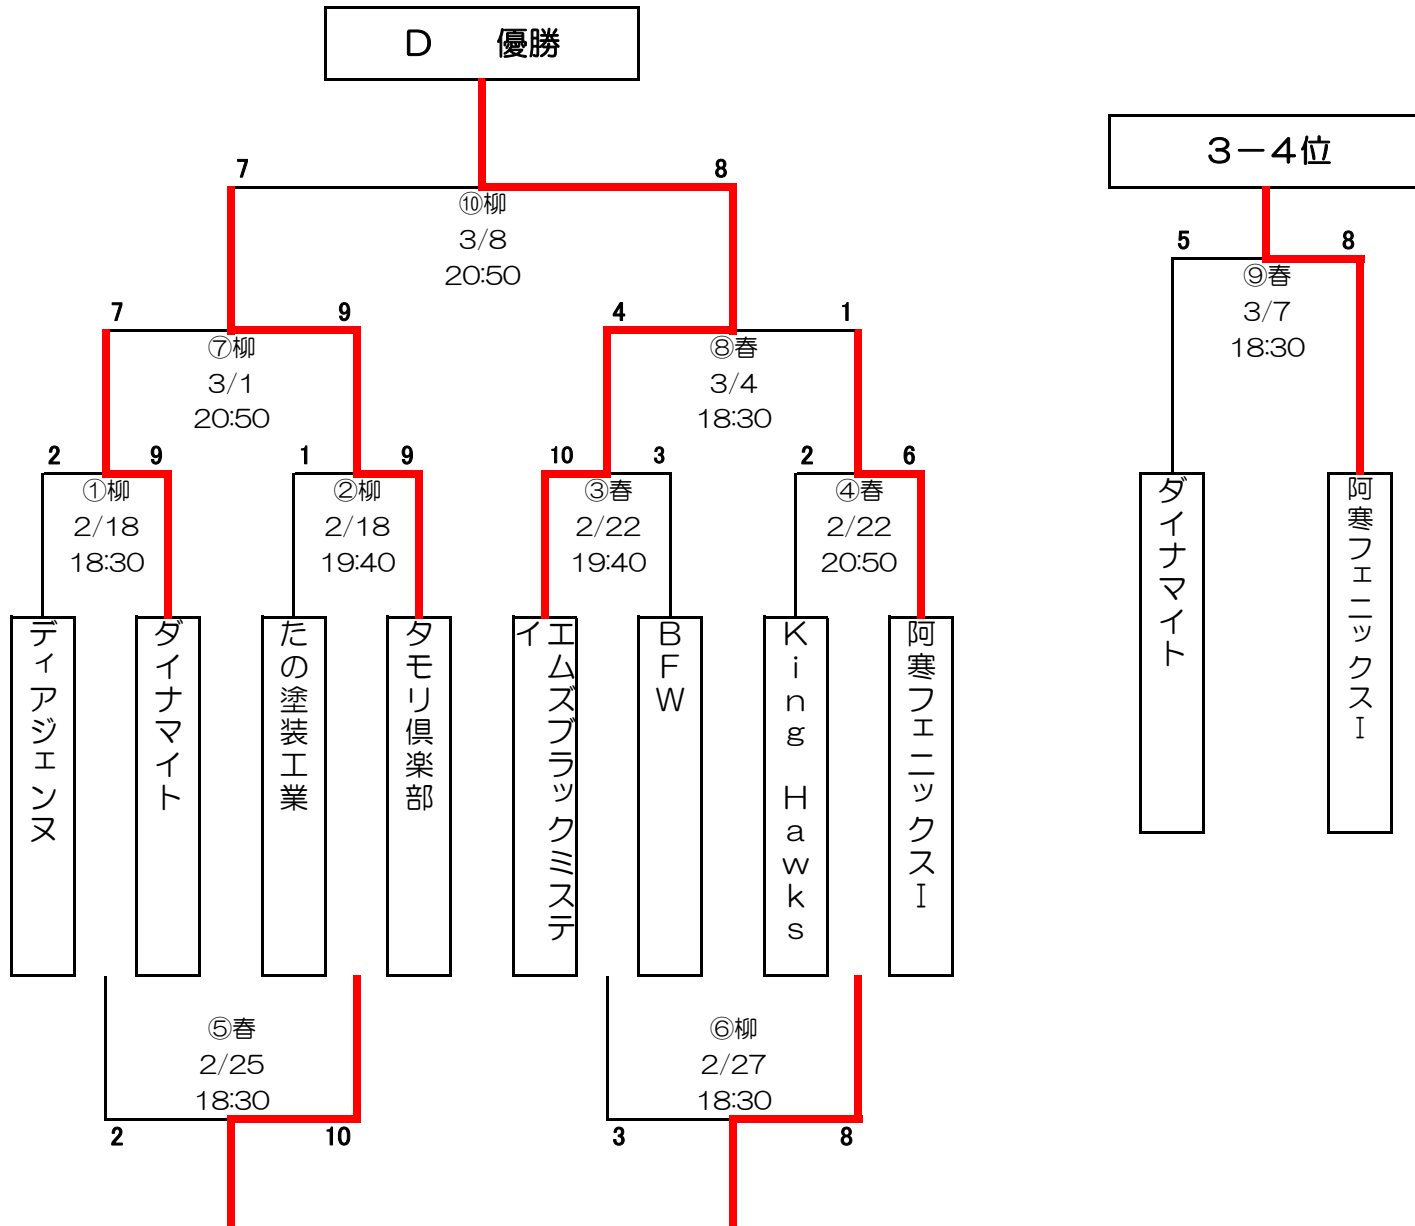 D 優勝
3-4位
7 8
⑩柳
3/8
20:50
5 8
⑨春
3/7
18:30
7 9 4 1
⑦柳
3/1
20:50
⑧春
3/4
18:30
2 9 1 9 10 3 2 6
①柳
2/18
18:30
②柳
2/18
19:40
③春
2/22
19:40
④春
2/22
20:50
ディアジェンヌ
ダイナマイト
たの塗装工業
タモリ倶楽部
エムズブラックミステ
イ
BFW
King Hawks
阿寒フェニックスI
ダイナマイト
阿寒フェニックスI
⑤春
2/25
18:30
2 10
⑥柳
2/27
18:30
3 8